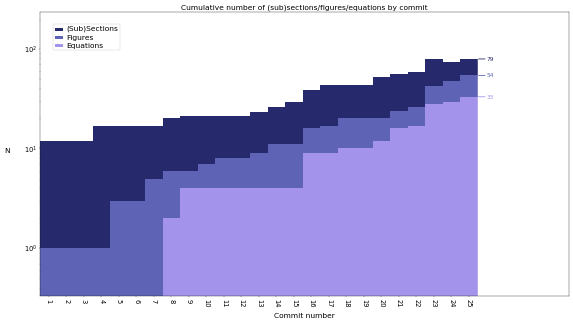 Cumulative number of (sub)sections/figures/equations by commit
(Sub)Sections
Figures
Equations
10²
10¹
10⁰
N
79
54
33
1 2 3 4 5 6 7 8 9 10 11 12 13 14 15 16 17 18 19 20 21 22 23 24 25
Commit number